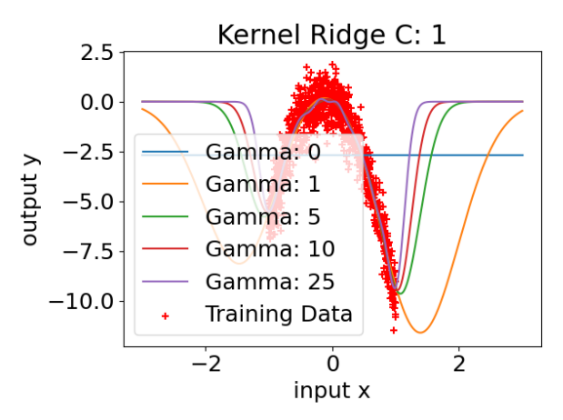 Kernel Ridge C: 1
2.5
0.0
−2.5
−5.0
−7.5
−10.0
output y
Gamma: 0
Gamma: 1
Gamma: 5
Gamma: 10
Gamma: 25
Training Data
−2
0
2
input x